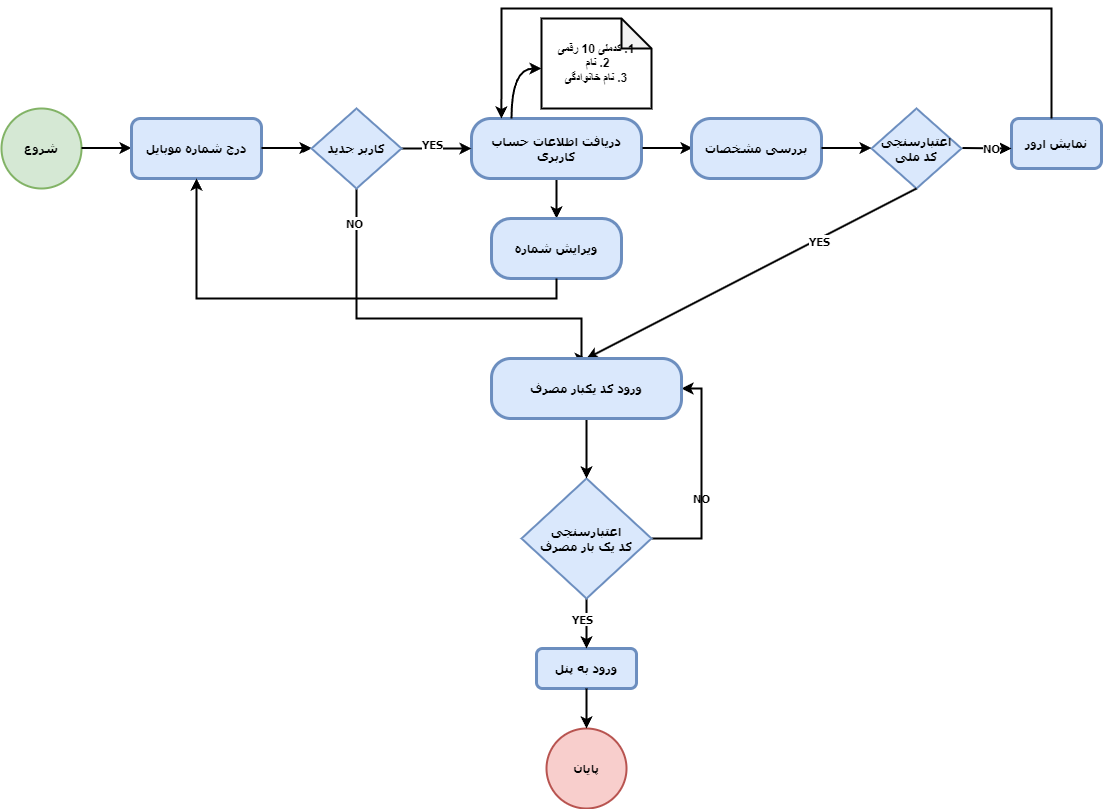 1. کدملی 10 رقمی
2. نام
3. نام خانوادگی
شروع
درج شماره موبایل
کاربر جدید
YES
دریافت اطلاعات حساب
کاربری
بررسی مشخصات
اعتبارسنجی
کد ملی
NO
نمایش ارور
NO
ویرایش شماره
YES
ورود کد یکبار مصرف
NO
اعتبارسنجی
کد یک بار مصرف
YES
ورود به پنل
پایان